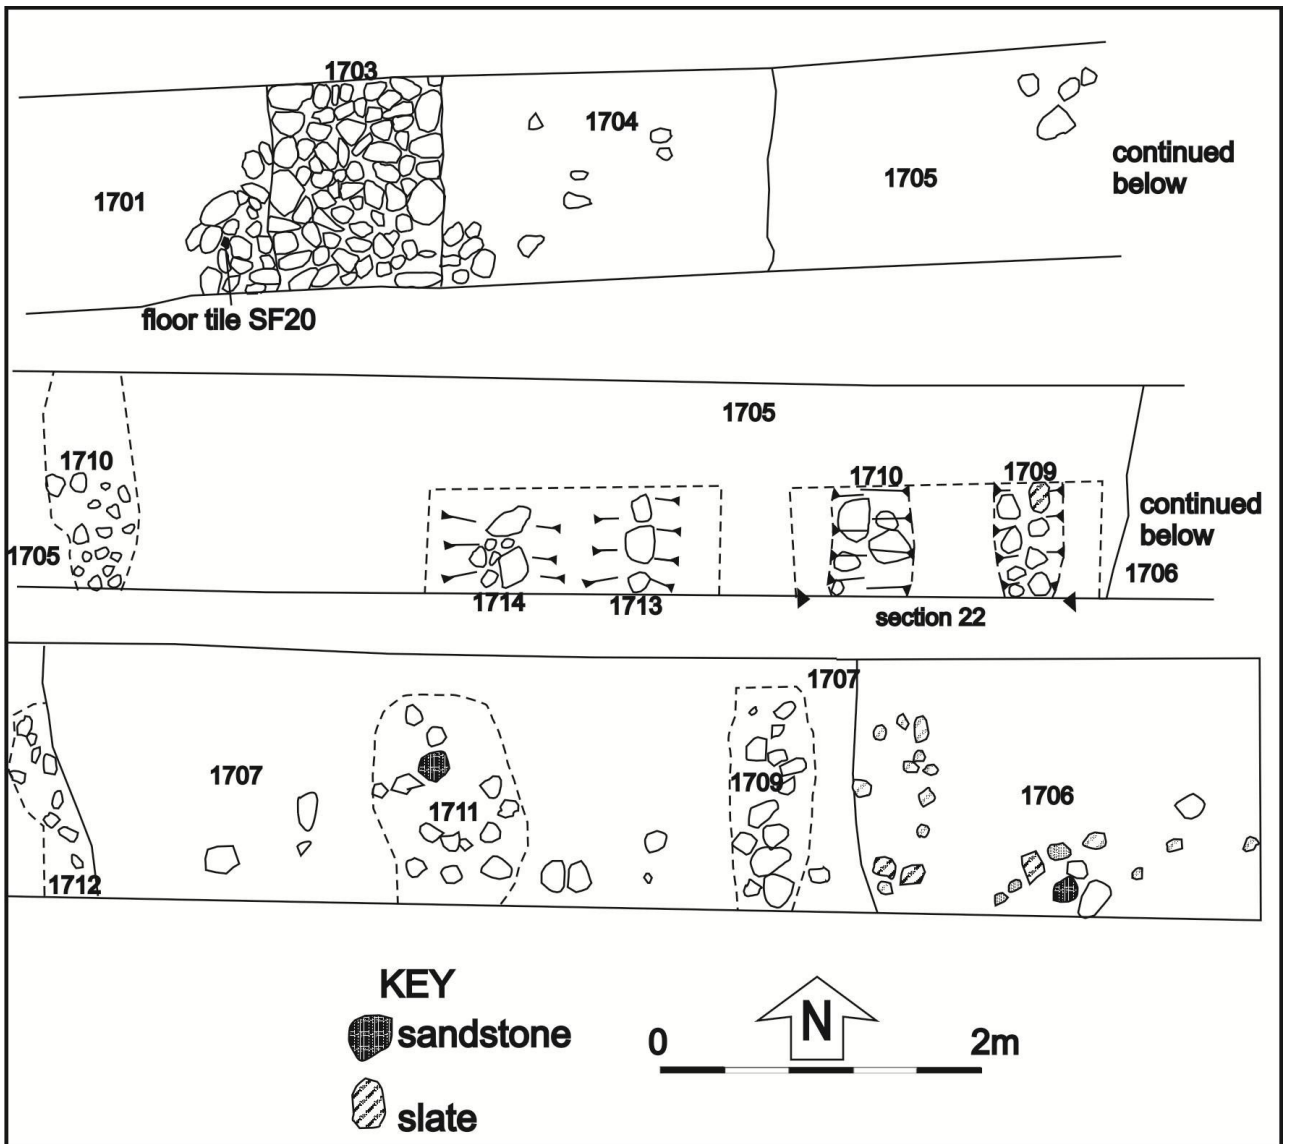 1703
1704
1701
1705
continued
below
floor tile SF20
1705
1710
1710
1709
1705
1714
1713
continued
below
1706
section 22
1707
1707
1709
1711
1706
1712
KEY
sandstone
slate
N
0
2m